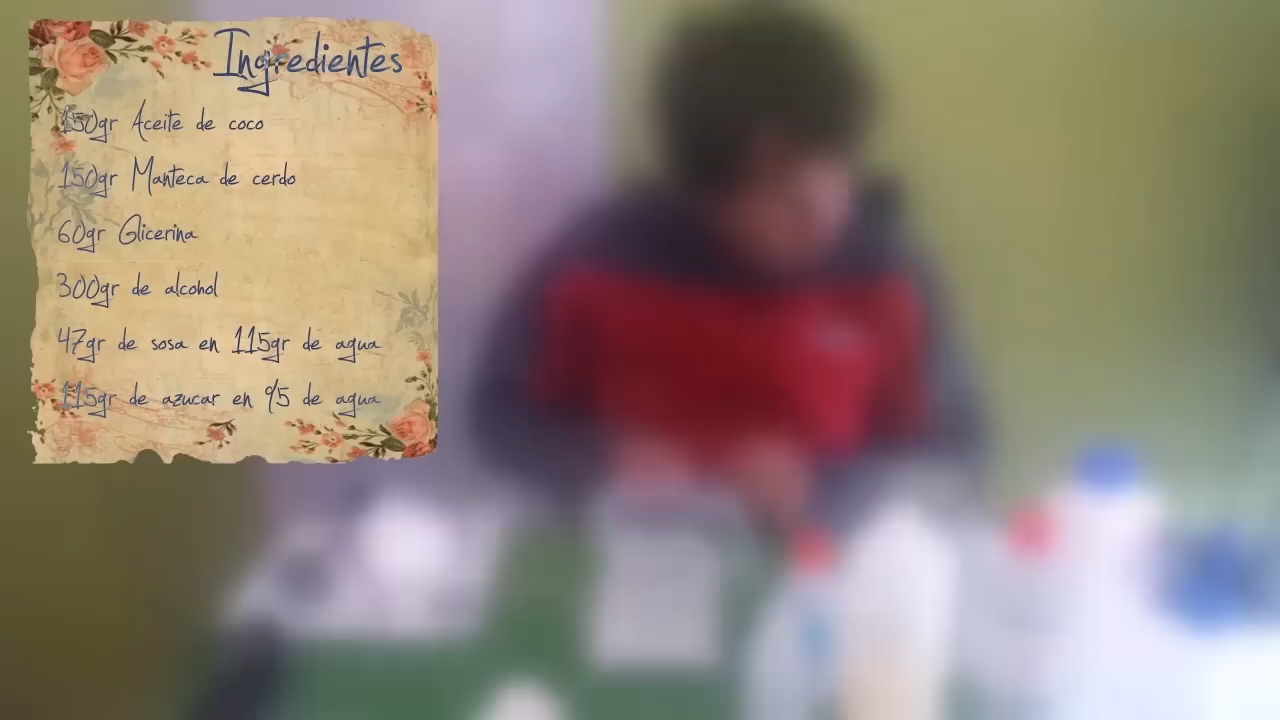 Ingredientes
150gr Aceite de coco
150gr Manteca de cerdo
60gr Glicerina
300gr de alcohol
47gr de sosa en 115gr de agua
115gr de azucar en 95 de agua